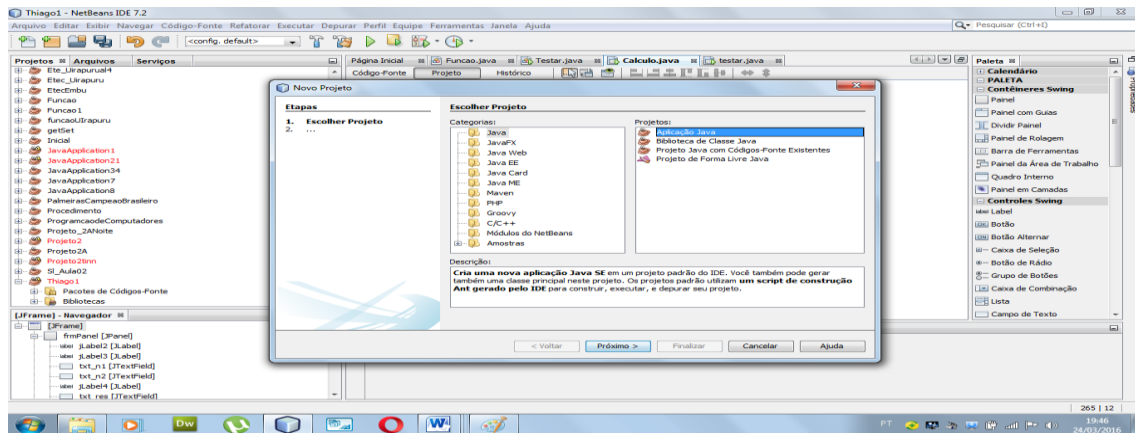 Thiago1 - NetBeans IDE 7.2
Arquivo Editar Exibir Navegar Código-Fonte Refatorar Executar Depurar Perfil Equipe Ferramentas Janela Ajuda
Pesquisar (Ctrl+I)
<config. default>
Projetos Arquivos Serviços
Ete_Uirapurual4
Etec_Uirapuru
EtecEmbu
Funcao
Funcao1
funcaoUIrapuru
getSet
Inicial
JavaApplication1
JavaApplication21
JavaApplication34
JavaApplication7
JavaApplication8
PalmeirasCampeaoBrasileiro
Procedimento
ProgramcaodeComputadores
Projeto_2ANoite
Projeto2
Projeto2A
Projeto2tinn
SI_Aula02
Thiago1
Pacotes de Códigos-Fonte
Bibliotecas
[JFrame] - Navegador
[JFrame]
frmPanel [JPanel]
label jLabel2 [JLabel]
label jLabel3 [JLabel]
txt_n1 [JTextField]
txt_n2 [JTextField]
label jLabel4 [JLabel]
txt_res [JTextField]
Página Inicial Funcao.java Testar.java Calculo.java testar.java
Código-Fonte Projeto Histórico
Novo Projeto
Etapas
1. Escolher Projeto
2. ...
Escolher Projeto
Categorias:
Java
JavaFX
Java Web
Java EE
Java Card
Java ME
Maven
PHP
Groovy
C/C++
Módulos do NetBeans
Amostras
Projetos:
Aplicação Java
Biblioteca de Classe Java
Projeto Java com Códigos-Fonte Existentes
Projeto de Forma Livre Java
Descrição:
Cria uma nova aplicação Java SE em um projeto padrão do IDE. Você também pode gerar
também uma classe principal neste projeto. Os projetos padrão utilizam um script de construção
Ant gerado pelo IDE para construir, executar, e depurar seu projeto.
< Voltar Próximo > Finalizar Cancelar Ajuda
Paleta
Calendário
PALETA
Contêineres Swing
Painel
Painel com Guias
Dividir Painel
Painel de Rolagem
Barra de Ferramentas
Painel da Área de Trabalho
Quadro Interno
Painel em Camadas
Controles Swing
label Label
Botão
Botão Alternar
Caixa de Seleção
Botão de Rádio
Grupo de Botões
Caixa de Combinação
Lista
Campo de Texto
Propriedades
265 | 12
Dw
W
PT
19:46
24/03/2016